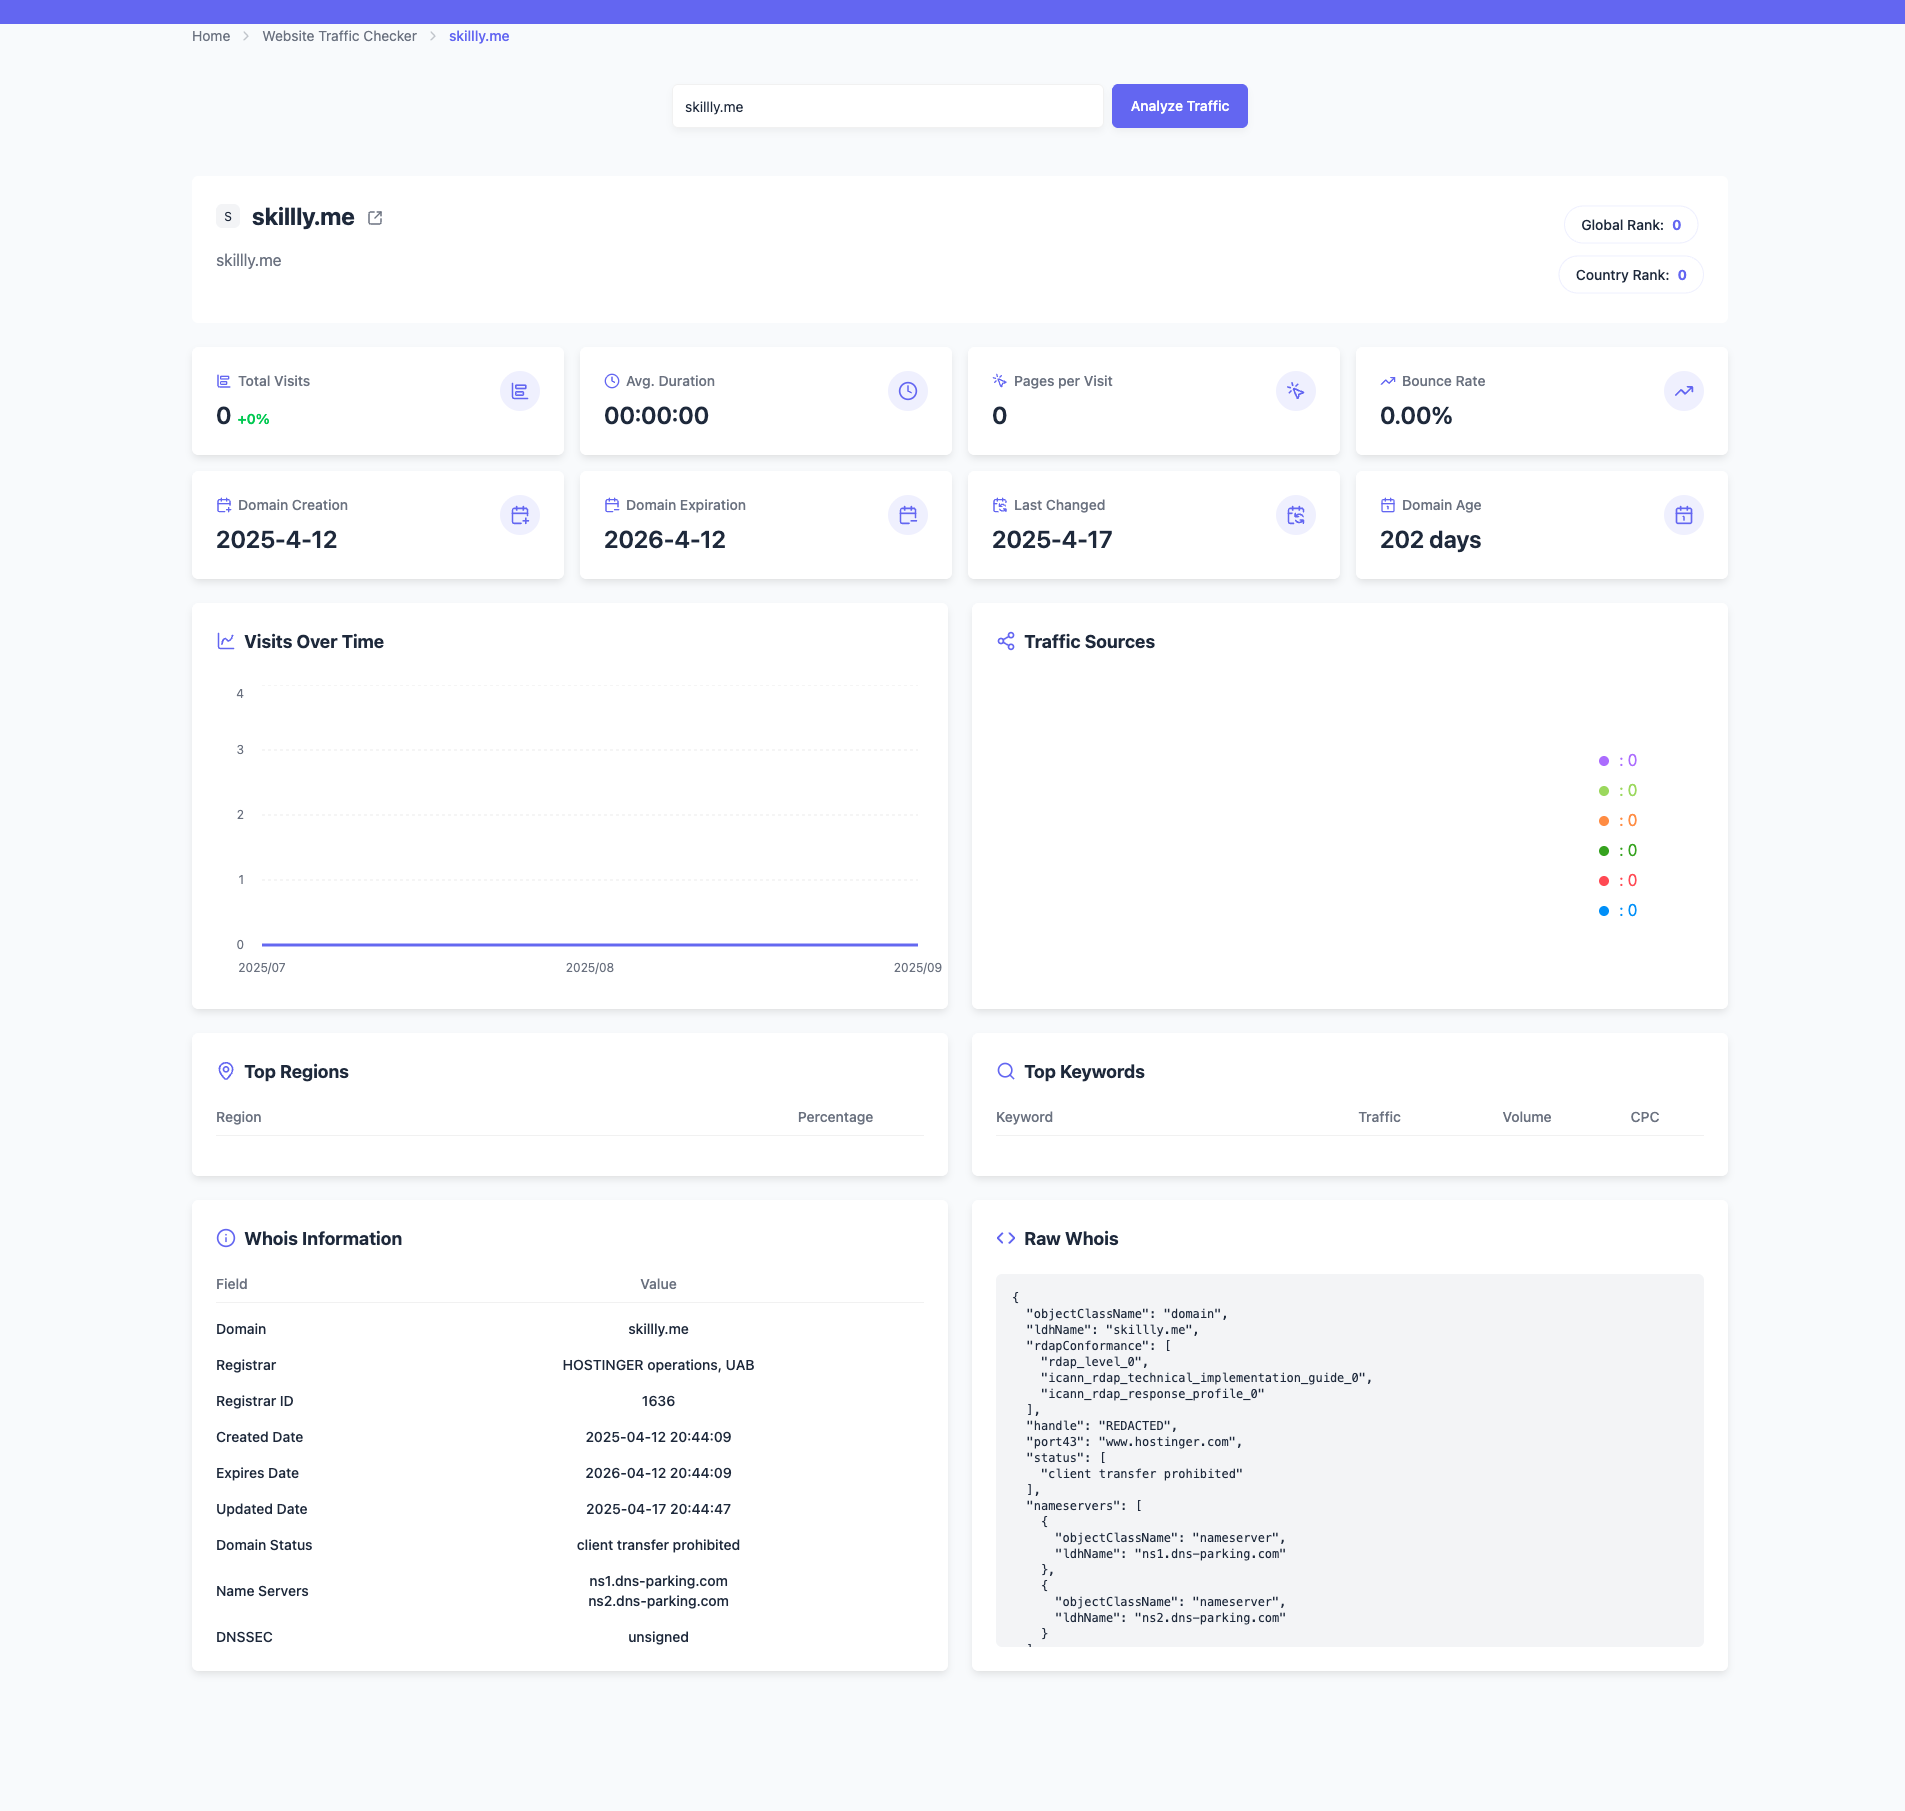 Home
Website Traffic Checker
skillly.me
skillly.me
Analyze Traffic
S
skillly.me
skillly.me
Global Rank: 0
Country Rank: 0
Total Visits
0 +0%
Avg. Duration
00:00:00
Pages per Visit
0
Bounce Rate
0.00%
Domain Creation
2025-4-12
Domain Expiration
2026-4-12
Last Changed
2025-4-17
Domain Age
202 days
Visits Over Time
4
3
2
1
0
2025/07
2025/08
2025/09
Traffic Sources
: 0
: 0
: 0
: 0
: 0
: 0
Top Regions
Region Percentage
Top Keywords
Keyword Traffic Volume CPC
Whois Information
Field Value
Domain skillly.me
Registrar HOSTINGER operations, UAB
Registrar ID 1636
Created Date 2025-04-12 20:44:09
Expires Date 2026-04-12 20:44:09
Updated Date 2025-04-17 20:44:47
Domain Status client transfer prohibited
Name Servers ns1.dns-parking.com
ns2.dns-parking.com
DNSSEC unsigned
Raw Whois
{
"objectClassName": "domain",
"ldhName": "skillly.me",
"rdapConformance": [
"rdap_level_0",
"icann_rdap_technical_implementation_guide_0",
"icann_rdap_response_profile_0"
],
"handle": "REDACTED",
"port43": "www.hostinger.com",
"status": [
"client transfer prohibited"
],
"nameservers": [
{
"objectClassName": "nameserver",
"ldhName": "ns1.dns-parking.com"
},
{
"objectClassName": "nameserver",
"ldhName": "ns2.dns-parking.com"
}